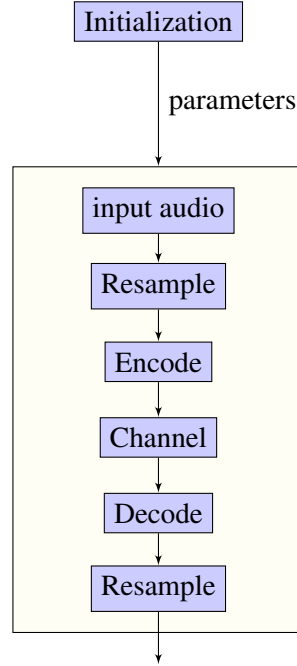 Initialization
parameters
input audio
Resample
Encode
Channel
Decode
Resample